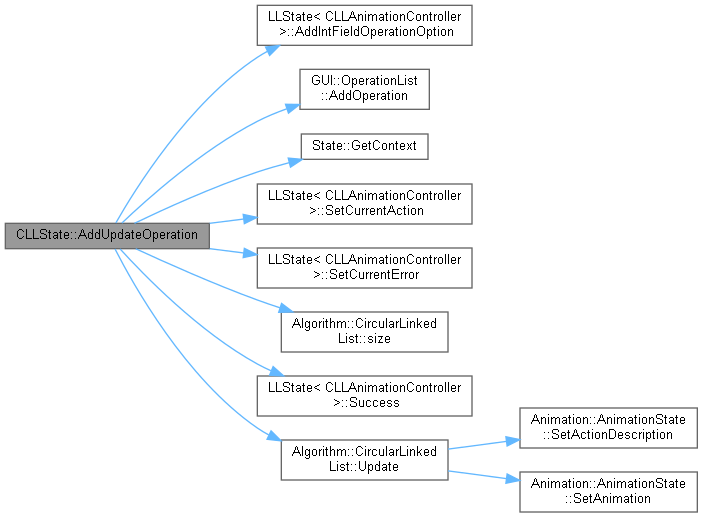 LLState< CLLAnimationController
>::AddIntFieldOperationOption
GUI::OperationList
::AddOperation
State::GetContext
LLState< CLLAnimationController
>::SetCurrentAction
CLLState::AddUpdateOperation
LLState< CLLAnimationController
>::SetCurrentError
Algorithm::CircularLinked
List::size
LLState< CLLAnimationController
>::Success
Algorithm::CircularLinked
List::Update
Animation::AnimationState
::SetActionDescription
Animation::AnimationState
::SetAnimation